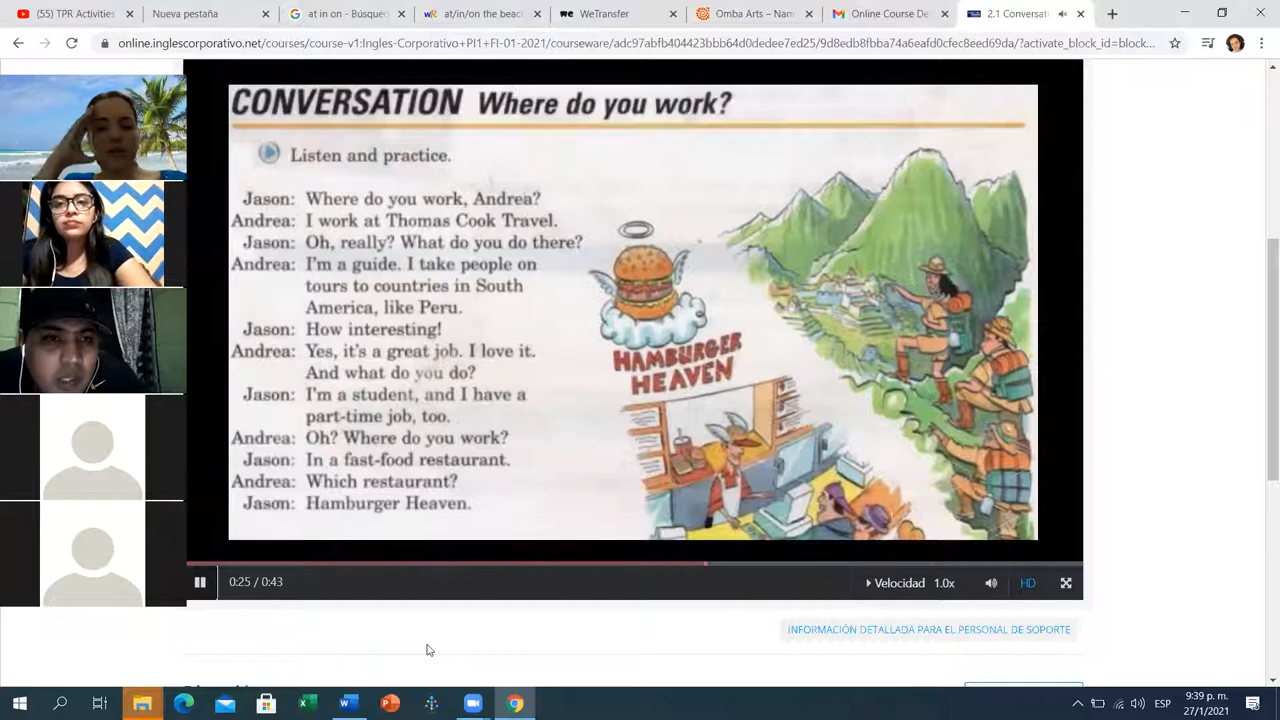 (55) TPR Activities
Nueva pestaña
at in on - Búsqued
at/in/on the beac
WeTransfer
Omba Arts – Nam
Online Course De
2.1 Conversati
online.inglescorporativo.net/courses/course-v1:Ingles-Corporativo+PI1+FI-01-2021/courseware/adc97abfb404423bbb64d0dedee7ed25/9d8edb8fbba74a6eafd0cfec8eed69da/?activate_block_id=block...
CONVERSATION Where do you work?
Listen and practice.
Jason: Where do you work, Andrea?
Andrea: I work at Thomas Cook Travel.
Jason: Oh, really? What do you do there?
Andrea: I'm a guide. I take people on
tours to countries in South
America, like Peru.
Jason: How interesting!
Andrea: Yes, it's a great job. I love it.
And what do you do?
Jason: I'm a student, and I have a
part-time job, too.
Andrea: Oh? Where do you work?
Jason: In a fast-food restaurant.
Andrea: Which restaurant?
Jason: Hamburger Heaven.
HAMBURGER
HEAVEN
0:25 / 0:43
Velocidad 1.0x
HD
INFORMACIÓN DETALLADA PARA EL PERSONAL DE SOPORTE
ESP
9:39 p. m.
27/1/2021